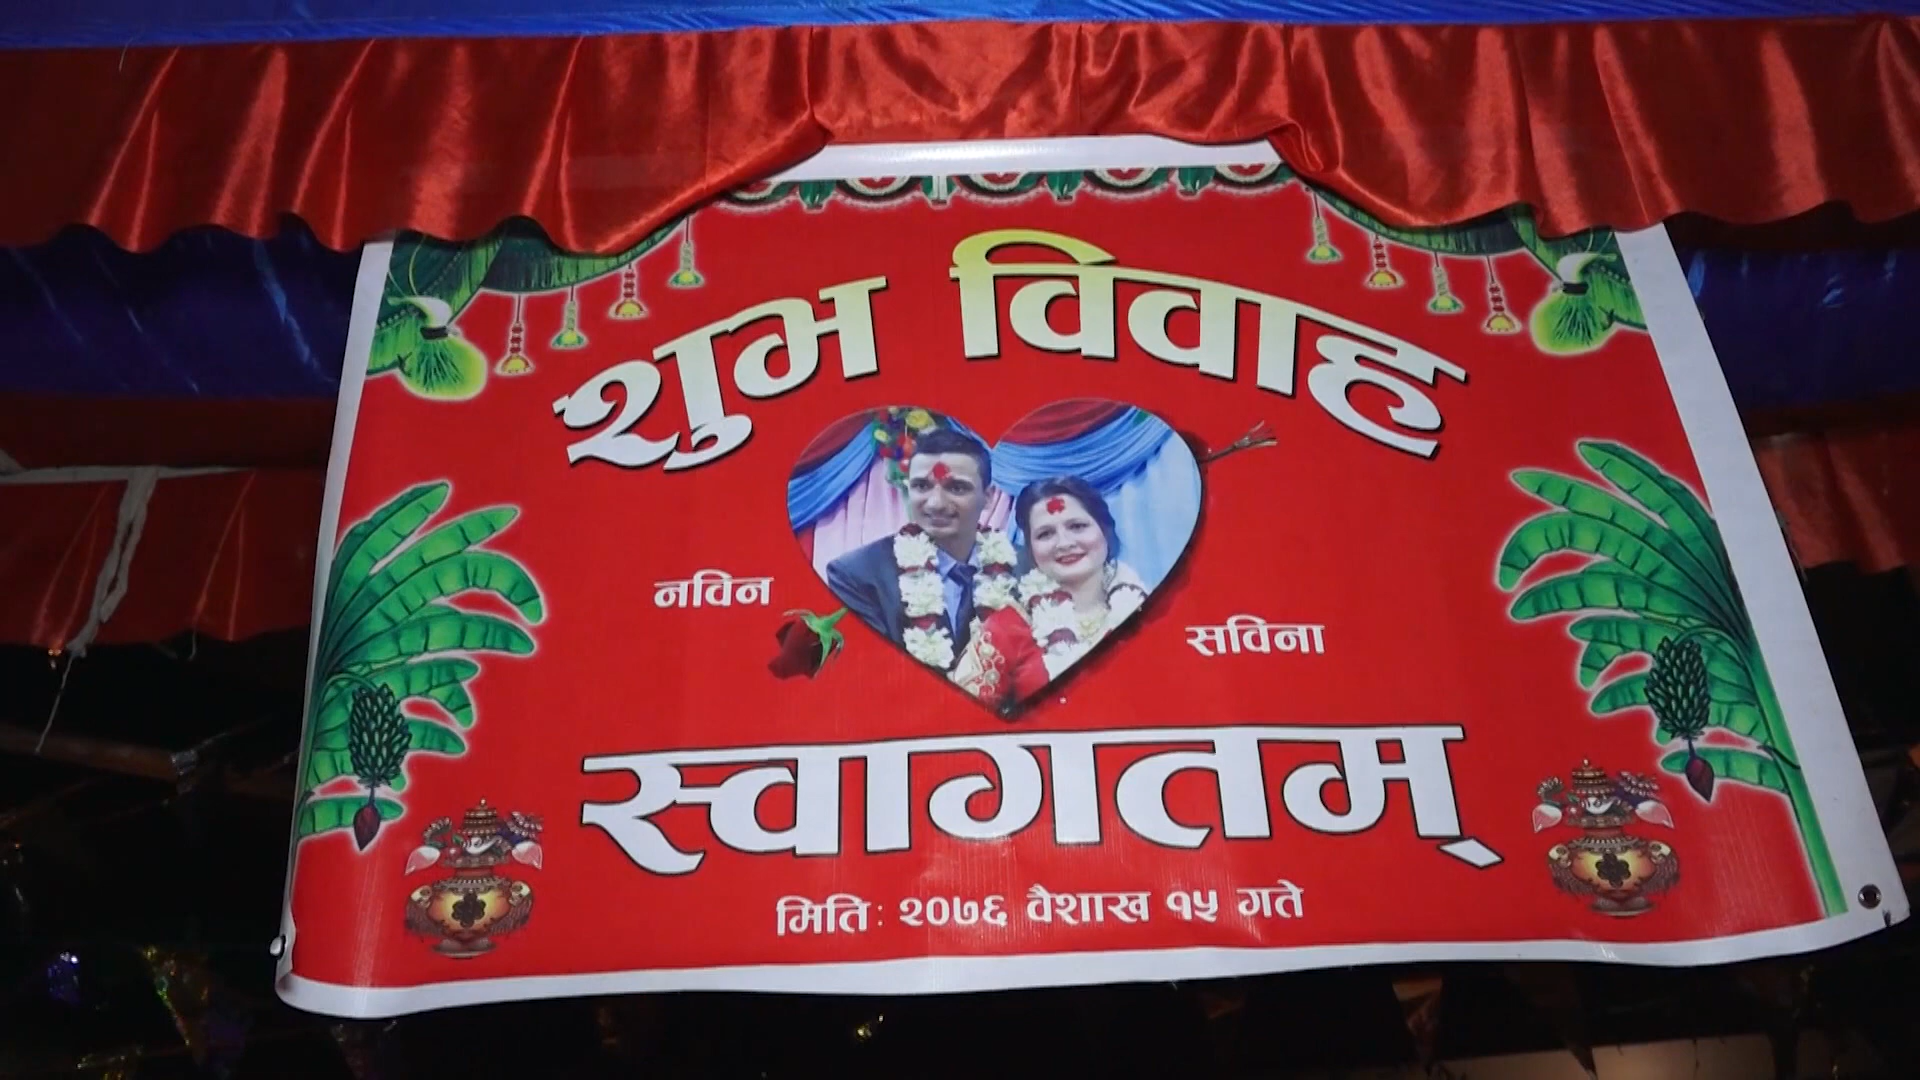 शुभ विवाह
नविन
सविना
स्वागतम्
मिति: २०७६ वैशाख १५ गते